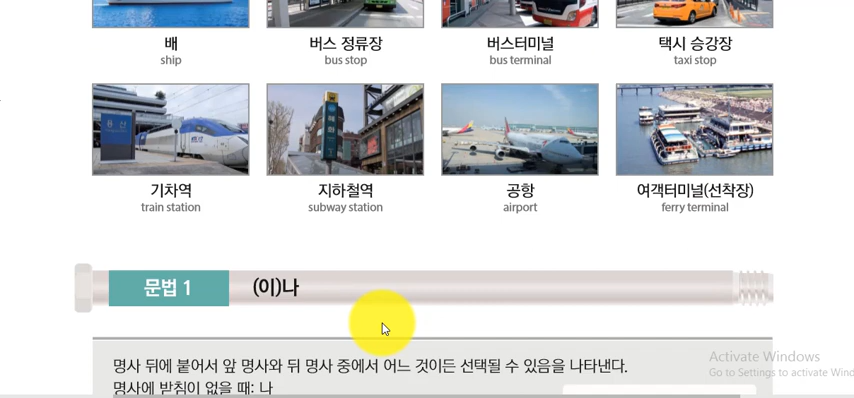 배
ship
버스 정류장
bus stop
버스터미널
bus terminal
택시 승강장
taxi stop
용산
혜화
기차역
train station
지하철역
subway station
공항
airport
여객터미널(선착장)
ferry terminal
문법 1
(이)나
명사 뒤에 붙어서 앞 명사와 뒤 명사 중에서 어느 것이든 선택될 수 있음을 나타낸다.
명사에 받침이 없을 때: 나
Activate Windows
Go to Settings to activate Wind